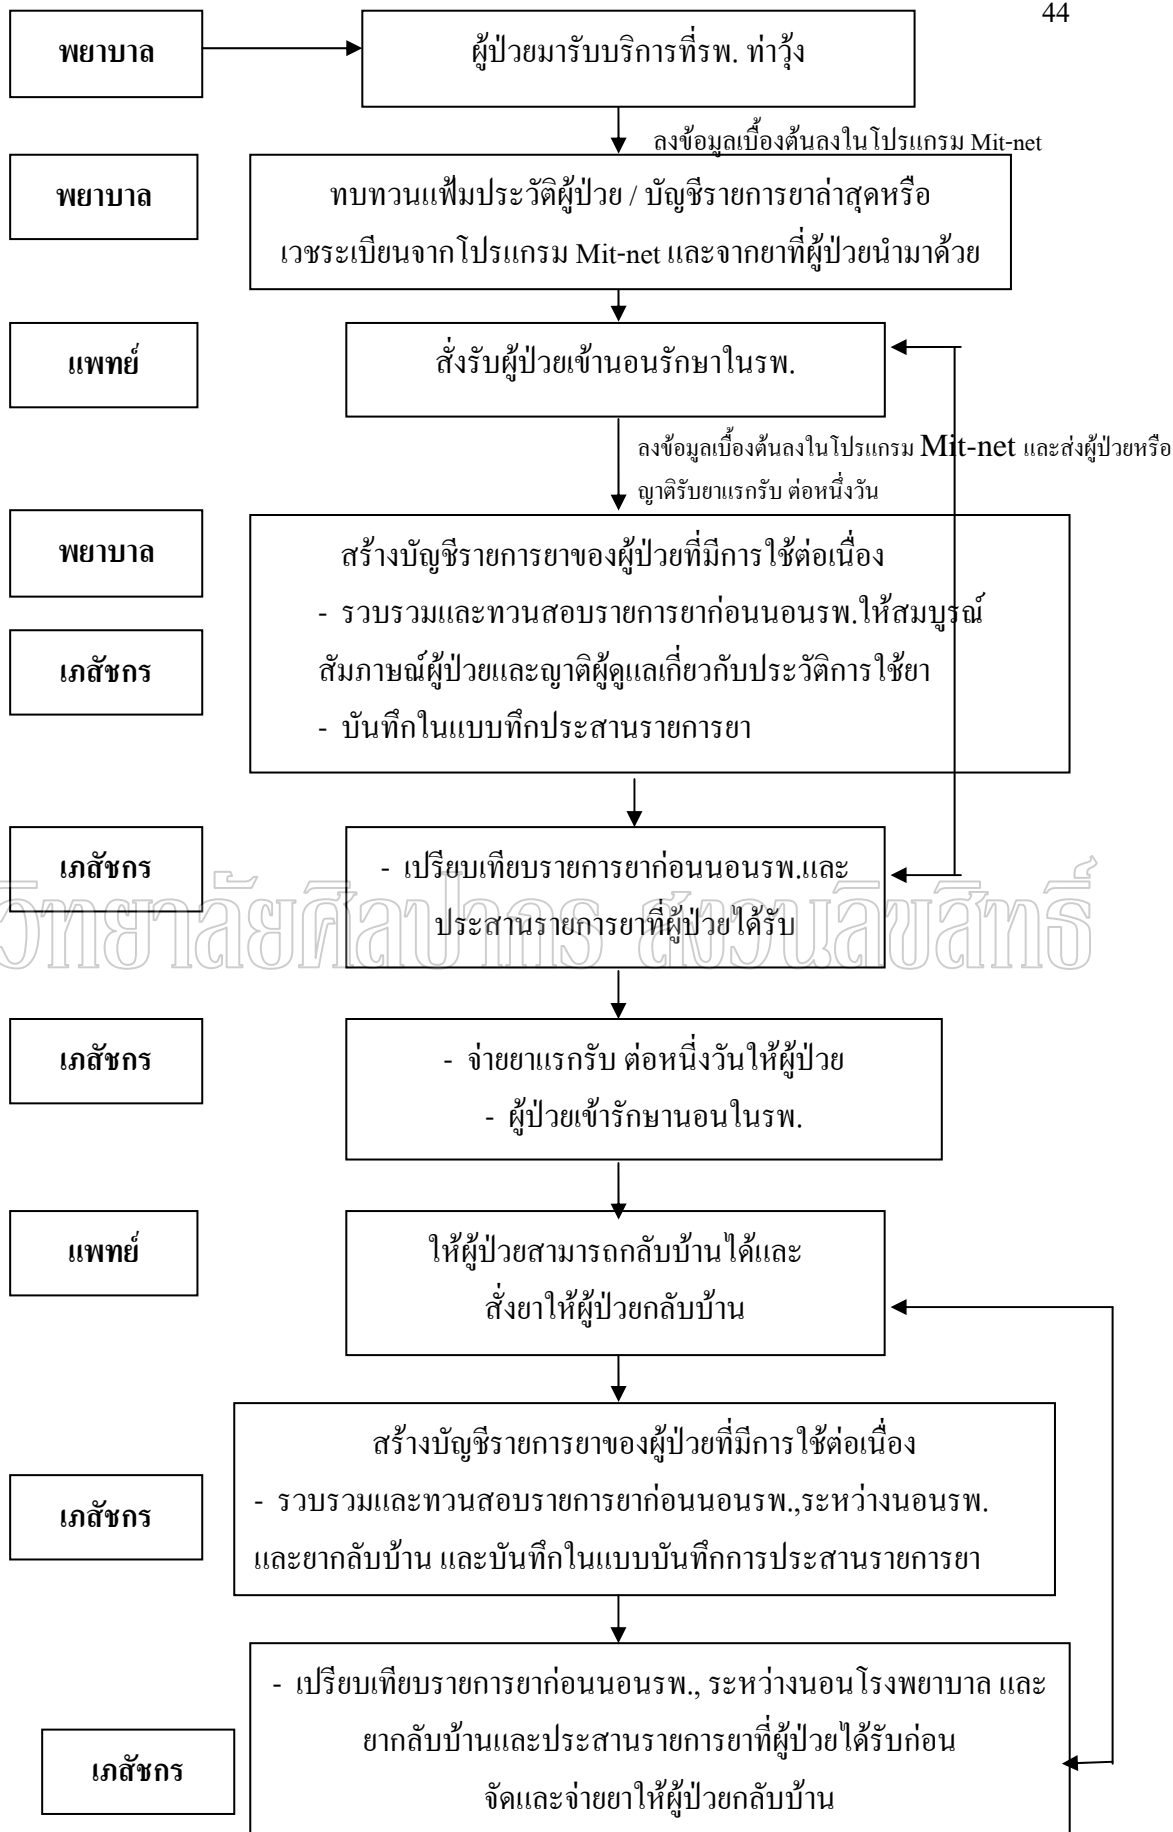 44
พยาบาล
ผู้ป่วยมารับบริการที่รพ. ท่าวุ้ง
ลงข้อมูลเบื้องต้นลงในโปรแกรม Mit-net
พยาบาล
ทบทวนแฟ้มประวัติผู้ป่วย / บัญชีรายการยาล่าสุดหรือ
เวชระเบียนจากโปรแกรม Mit-net และจากยาที่ผู้ป่วยนำมาด้วย
แพทย์
สั่งรับผู้ป่วยเข้านอนรักษาในรพ.
ลงข้อมูลเบื้องต้นลงในโปรแกรม Mit-net และส่งผู้ป่วยหรือ
ญาติรับยาแรกรับ ต่อหนึ่งวัน
พยาบาล
เภสัชกร
สร้างบัญชีรายการยาของผู้ป่วยที่มีการใช้ต่อเนื่อง
- รวบรวมและทวนสอบรายการยาก่อนนอนรพ.ให้สมบูรณ์
สัมภาษณ์ผู้ป่วยและญาติผู้ดูแลเกี่ยวกับประวัติการใช้ยา
- บันทึกในแบบทึกประสานรายการยา
เภสัชกร
- เปรียบเทียบรายการยาก่อนนอนรพ.และ
ประสานรายการยาที่ผู้ป่วยได้รับ
วิทยาลัยศิลปากร สงวนลิขสิทธิ์
เภสัชกร
- จ่ายยาแรกรับ ต่อหนึ่งวันให้ผู้ป่วย
- ผู้ป่วยเข้ารักษานอนในรพ.
แพทย์
ให้ผู้ป่วยสามารถกลับบ้านได้และ
สั่งยาให้ผู้ป่วยกลับบ้าน
เภสัชกร
สร้างบัญชีรายการยาของผู้ป่วยที่มีการใช้ต่อเนื่อง
- รวบรวมและทวนสอบรายการยาก่อนนอนรพ.,ระหว่างนอนรพ.
และยากลับบ้าน และบันทึกในแบบบันทึกการประสานรายการยา
เภสัชกร
- เปรียบเทียบรายการยาก่อนนอนรพ., ระหว่างนอนโรงพยาบาล และ
ยากลับบ้านและประสานรายการยาที่ผู้ป่วยได้รับก่อน
จัดและจ่ายยาให้ผู้ป่วยกลับบ้าน